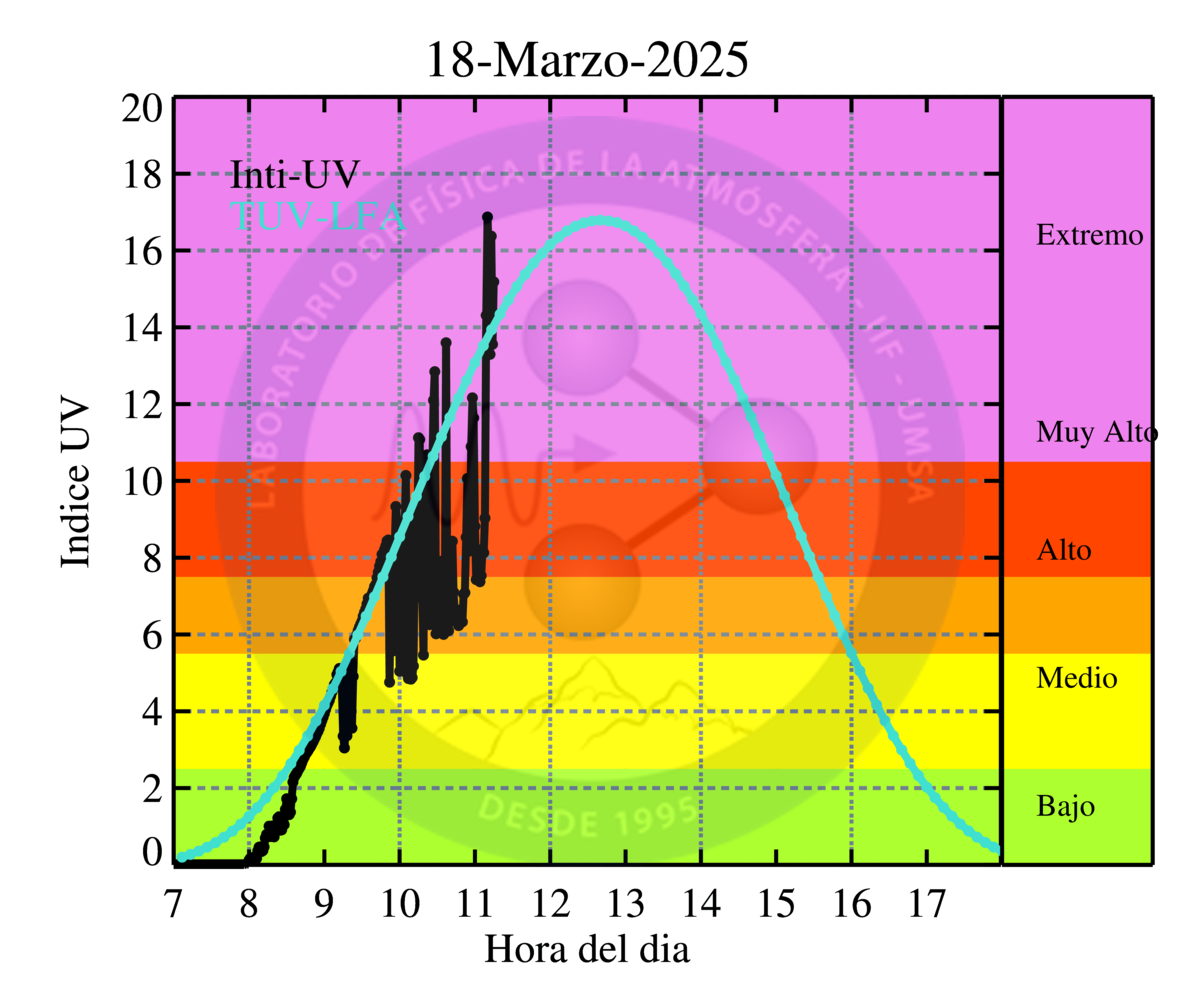 18-Marzo-2025
Inti-UV
TUV-LFA
LABORATORIO DE FÍSICA DE LA ATMÓSFERA - IIF - UMSA
DESDE 1995
Indice UV
20
18
16
14
12
10
8
6
4
2
0
7 8 9 10 11 12 13 14 15 16 17
Hora del dia
Extremo
Muy Alto
Alto
Medio
Bajo